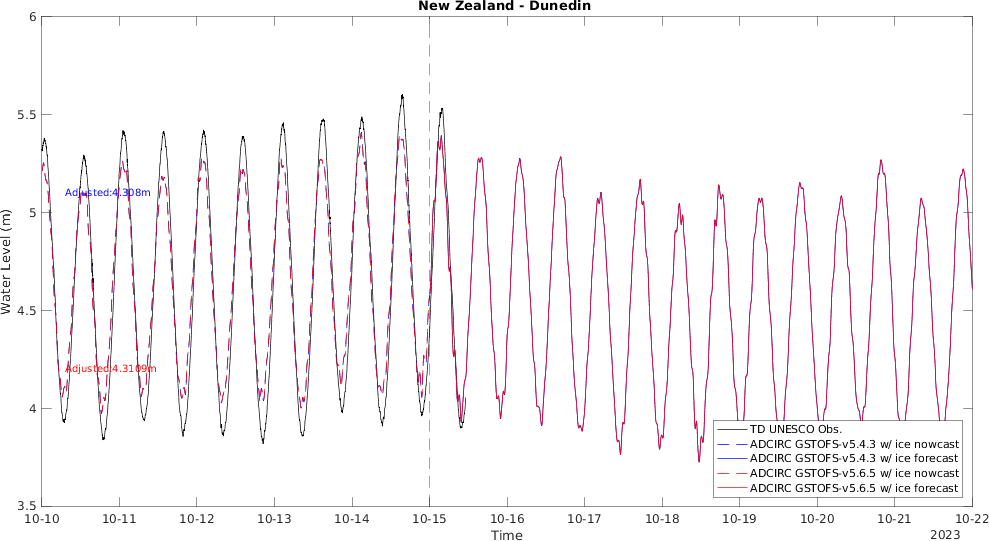 New Zealand - Dunedin
6
5.5
5
4.5
4
3.5
Water Level (m)
Adjusted:4.308m
Adjusted:4.3109m
TD UNESCO Obs.
ADCIRC GSTOFS-v5.4.3 w/ ice nowcast
ADCIRC GSTOFS-v5.4.3 w/ ice forecast
ADCIRC GSTOFS-v5.6.5 w/ ice nowcast
ADCIRC GSTOFS-v5.6.5 w/ ice forecast
10-10 10-11 10-12 10-13 10-14 10-15 10-16 10-17 10-18 10-19 10-20 10-21 10-22
Time
2023